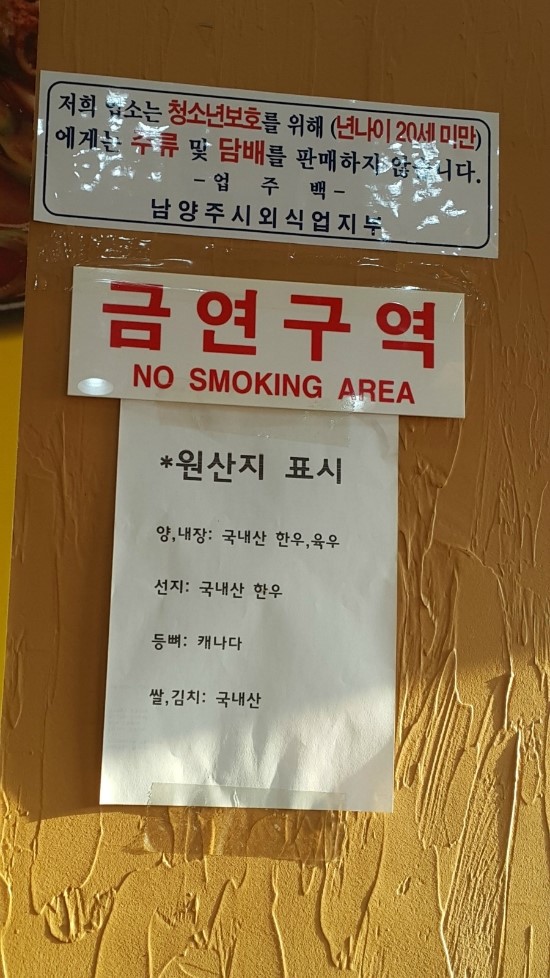 저희 업소는 청소년보호를 위해 (년나이 20세 미만)
에게는 주류 및 담배를 판매하지 않습니다.
- 업 주 백 -
남양주시외식업지부
금연구역
NO SMOKING AREA
*원산지 표시
양,내장: 국내산 한우,육우
선지: 국내산 한우
등뼈: 캐나다
쌀,김치: 국내산